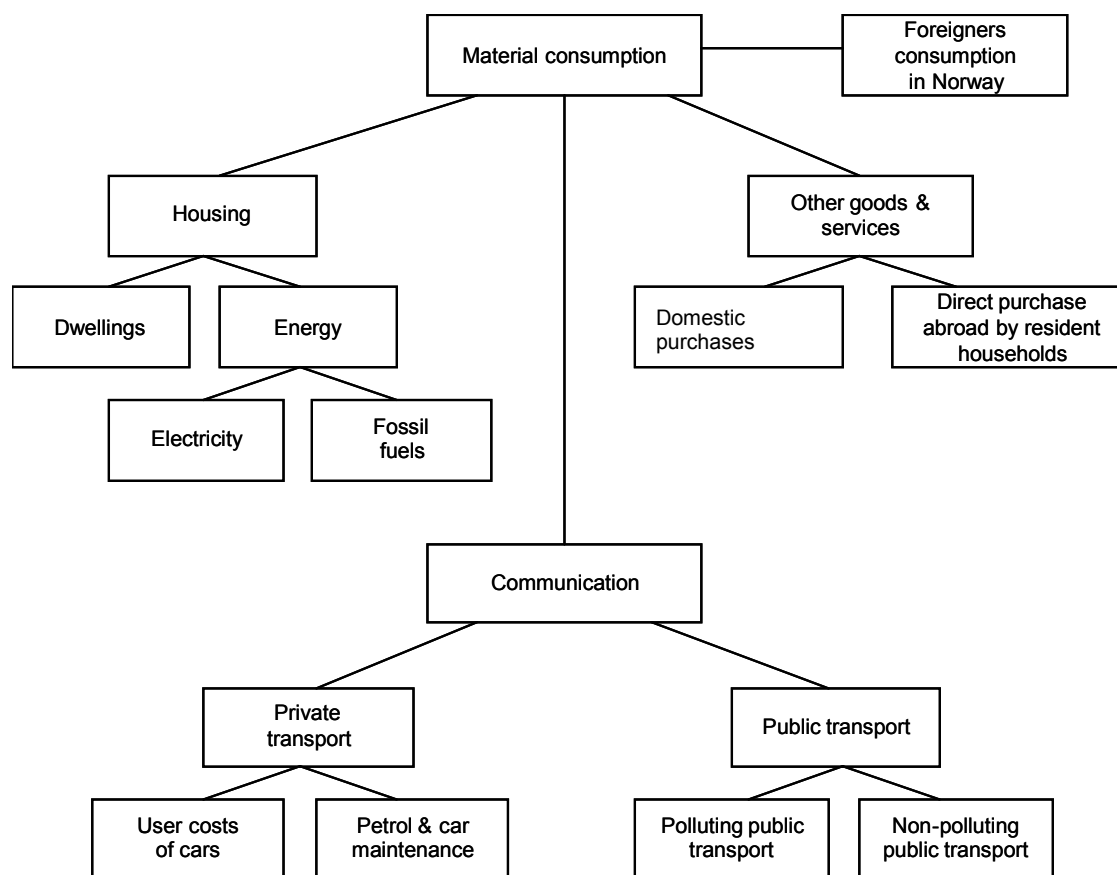 Material consumption
Foreigners
consumption
in Norway
Housing
Other goods &
services
Dwellings
Energy
Domestic
purchases
Direct purchase
abroad by resident
households
Electricity
Fossil
fuels
Communication
Private
transport
Public transport
User costs
of cars
Petrol & car
maintenance
Polluting public
transport
Non-polluting
public transport